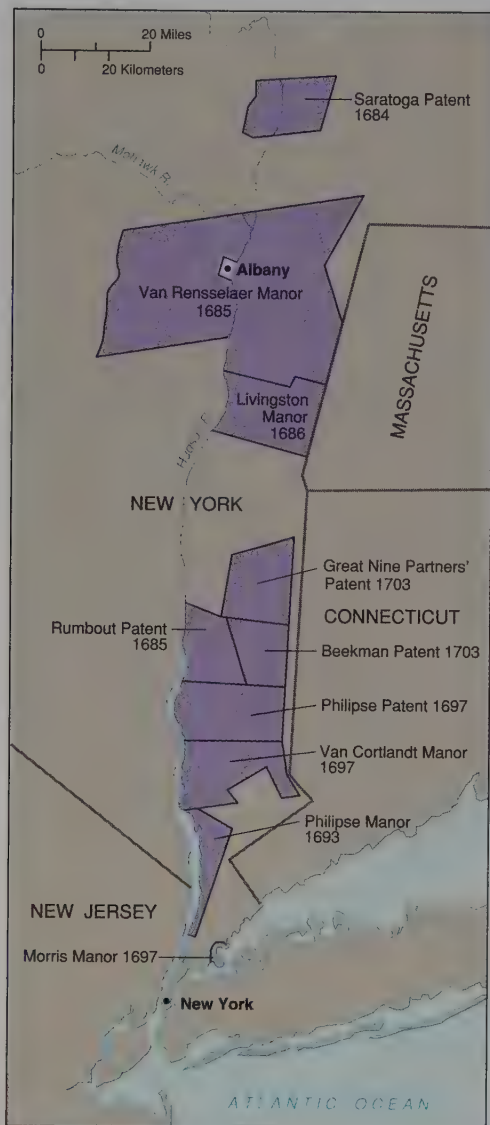 0 20 Miles
0 20 Kilometers
Saratoga Patent
1684
Mohawk R.
Albany
Van Rensselaer Manor
1685
MASSACHUSETTS
Livingston
Manor
1686
NEW YORK
Great Nine Partners'
Patent 1703
CONNECTICUT
Rumbout Patent
1685
Beekman Patent 1703
Philipse Patent 1697
Van Cortlandt Manor
1697
Philipse Manor
1693
NEW JERSEY
Morris Manor 1697
New York
ATLANTIC OCEAN